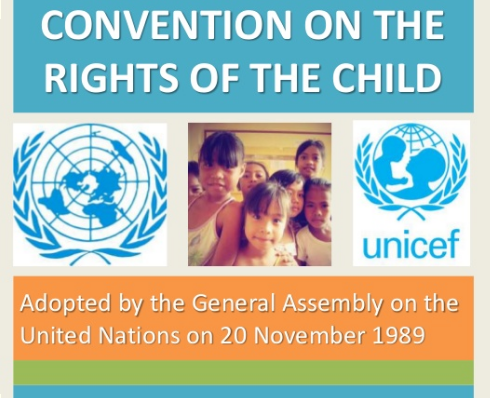 CONVENTION ON THE
RIGHTS OF THE CHILD
unicef
Adopted by the General Assembly on the
United Nations on 20 November 1989